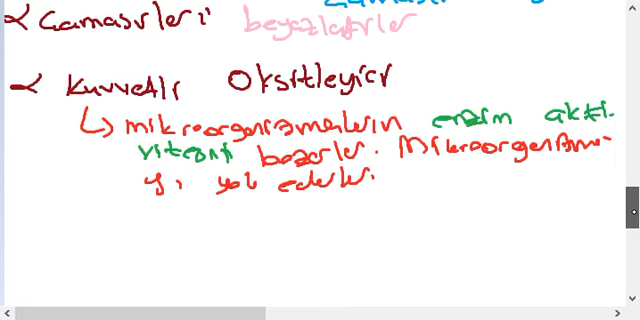 Çamaşırları beyazlatırlar
Kuvvetli Oksitleyici
mikroorganizmaların enzim akti-
vitesini bozarlar. Mikroorganizma-
yı yok ederler.